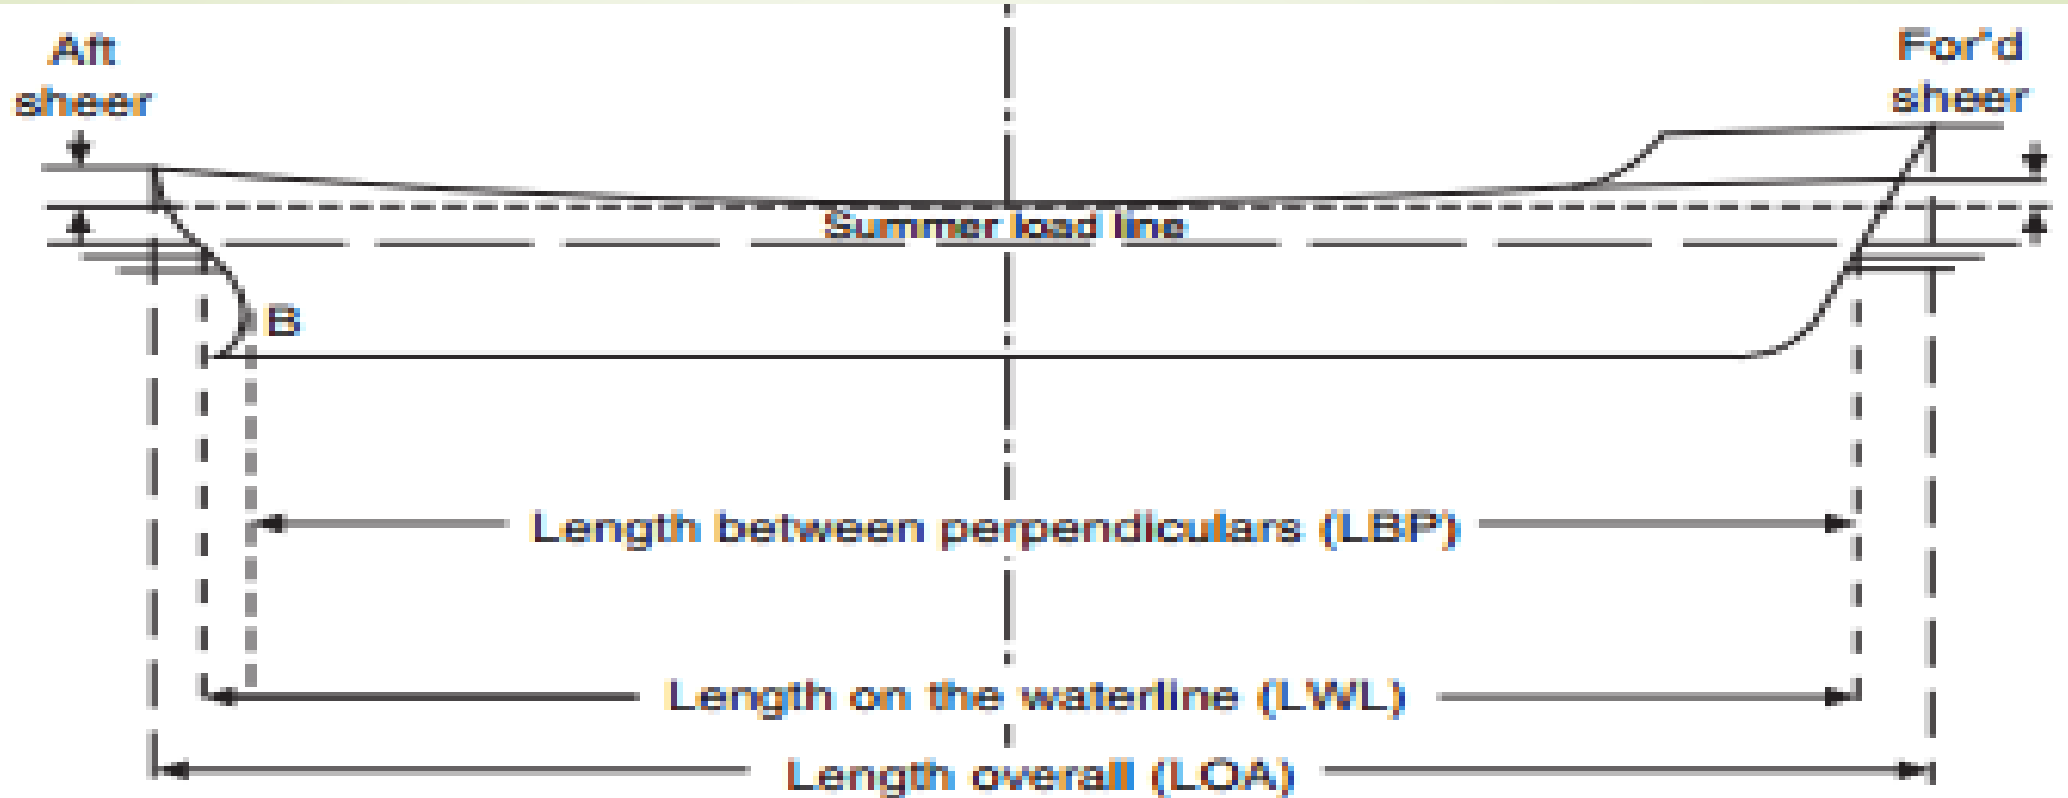 Aft
sheer
For'd
sheer
Summer load line
B
Length between perpendiculars (LBP)
Length on the waterline (LWL)
Length overall (LOA)